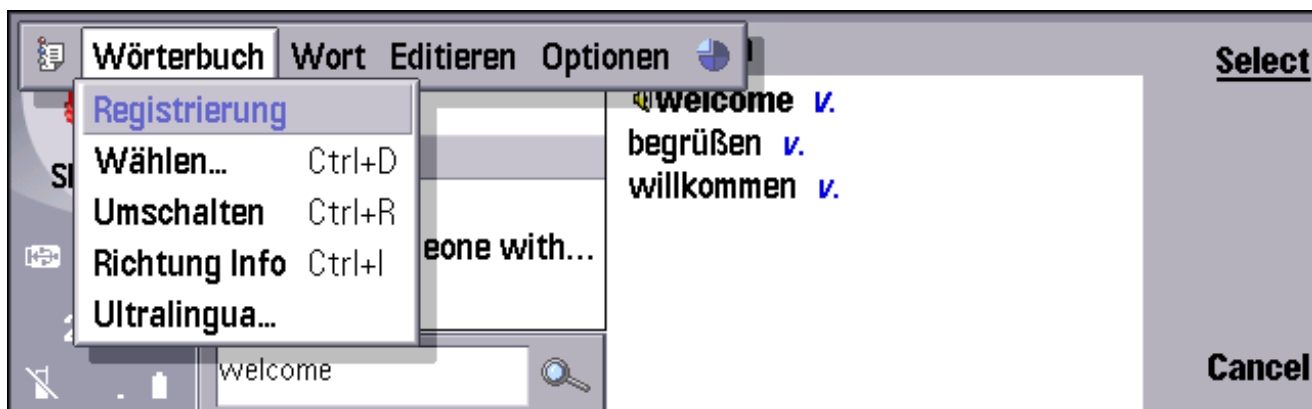 Wörterbuch Wort Editieren Optionen
Registrierung
Wählen... Ctrl+D
Umschalten Ctrl+R
Richtung Info Ctrl+I
Ultralingua...
eone with...
welcome
welcome v.
begrüßen v.
willkommen v.
Select
Cancel